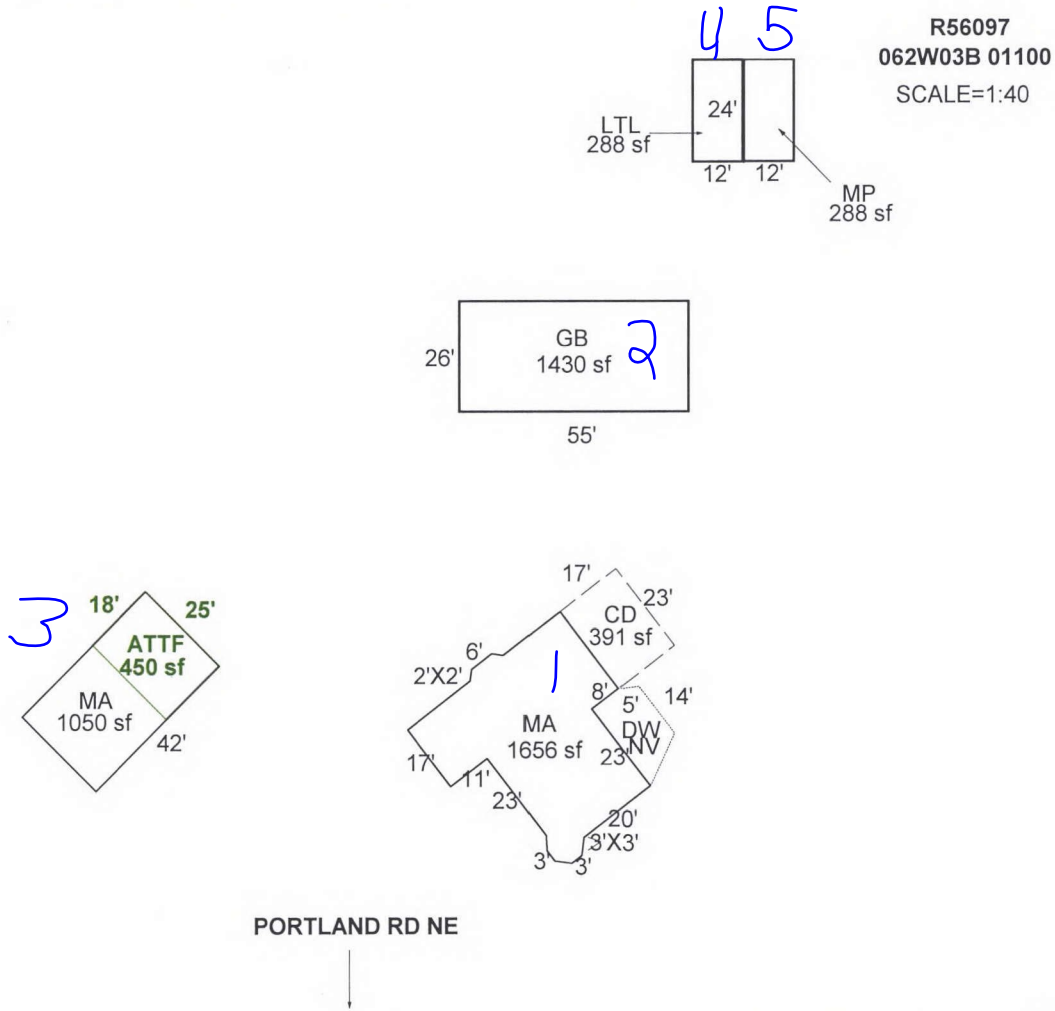 4 5
R56097
062W03B 01100
SCALE=1:40
24'
LTL
288 sf
12' 12'
MP
288 sf
GB
1430 sf
2
26'
55'
3
18'
25'
ATTF
450 sf
MA
1050 sf
42'
17'
23'
CD
391 sf
6'
2'X2'
1
8'
5'
14'
MA
1656 sf
DW
NV
23'
17'
11'
23'
20'
3'X3'
3'
3'
PORTLAND RD NE